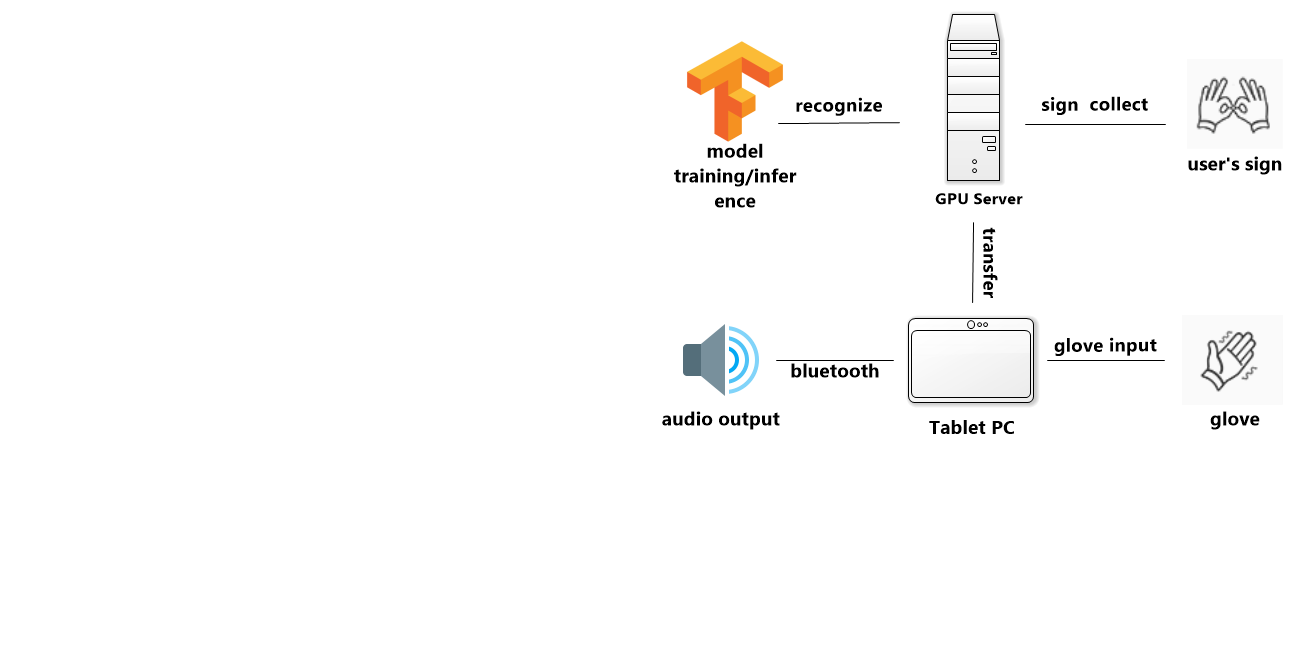 recognize
sign  collect
model
training/infer
ence
user's sign
GPU Server
transfer
glove input
bluetooth
audio output
Tablet PC
glove